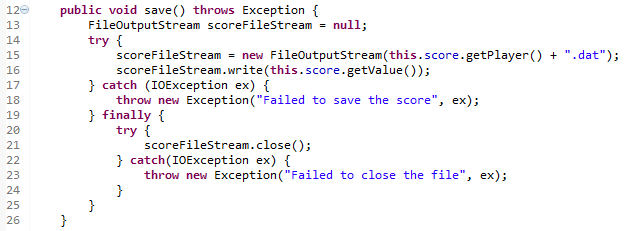 12 public void save() throws Exception {
13 FileOutputStream scoreFileStream = null;
14 try {
15 scoreFileStream = new FileOutputStream(this.score.getPlayer() + ".dat");
16 scoreFileStream.write(this.score.getValue());
17 } catch (IOException ex) {
18 throw new Exception("Failed to save the score", ex);
19 } finally {
20 try {
21 scoreFileStream.close();
22 } catch(IOException ex) {
23 throw new Exception("Failed to close the file", ex);
24 }
25 }
26 }